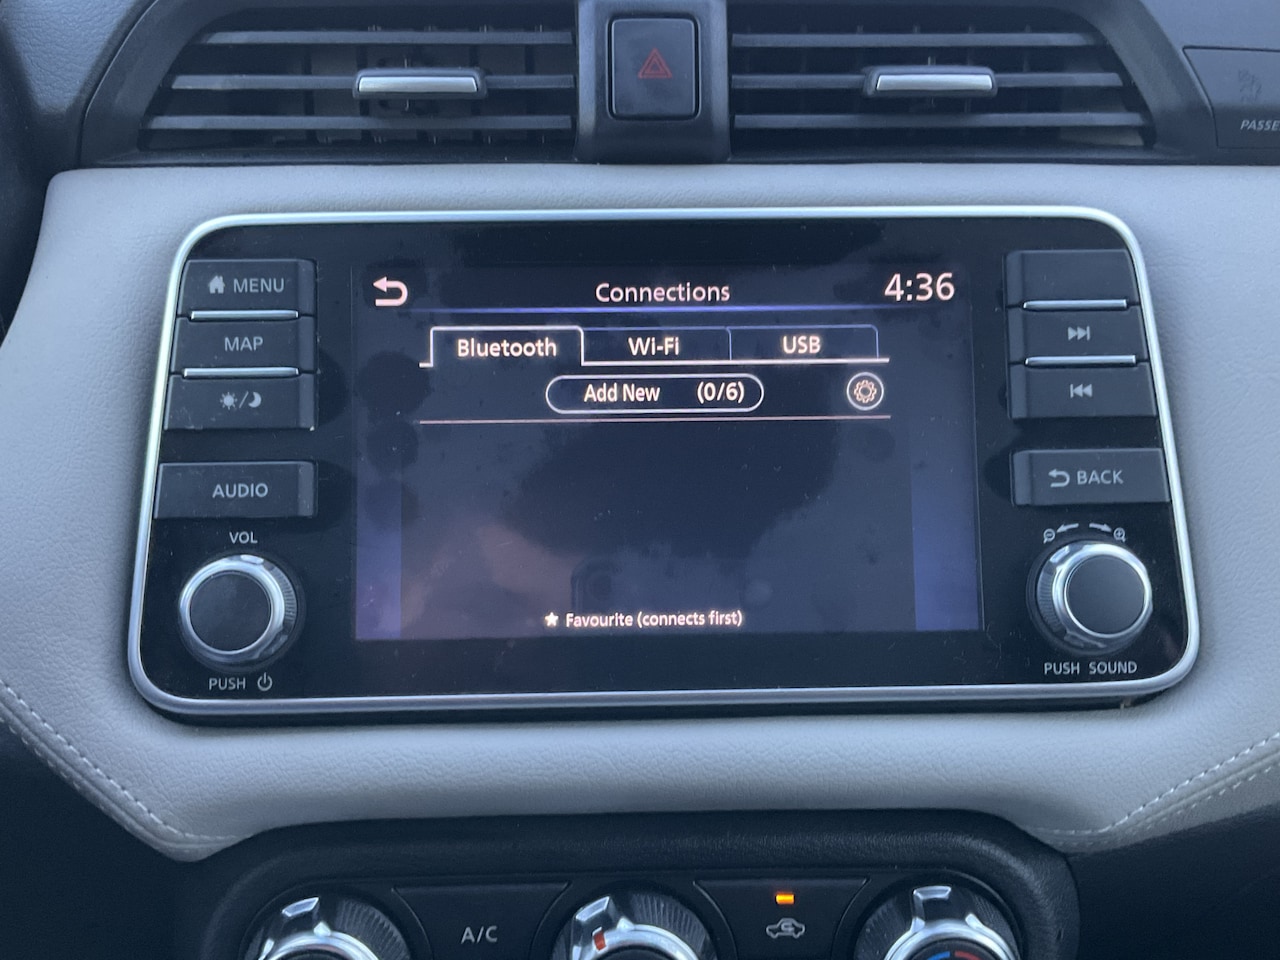 PASSE
Connections
4:36
MENU
MAP
AUDIO
VOL
PUSH
Bluetooth
Wi-Fi
USB
Add New (0/6)
Favourite (connects first)
BACK
PUSH SOUND
A/C